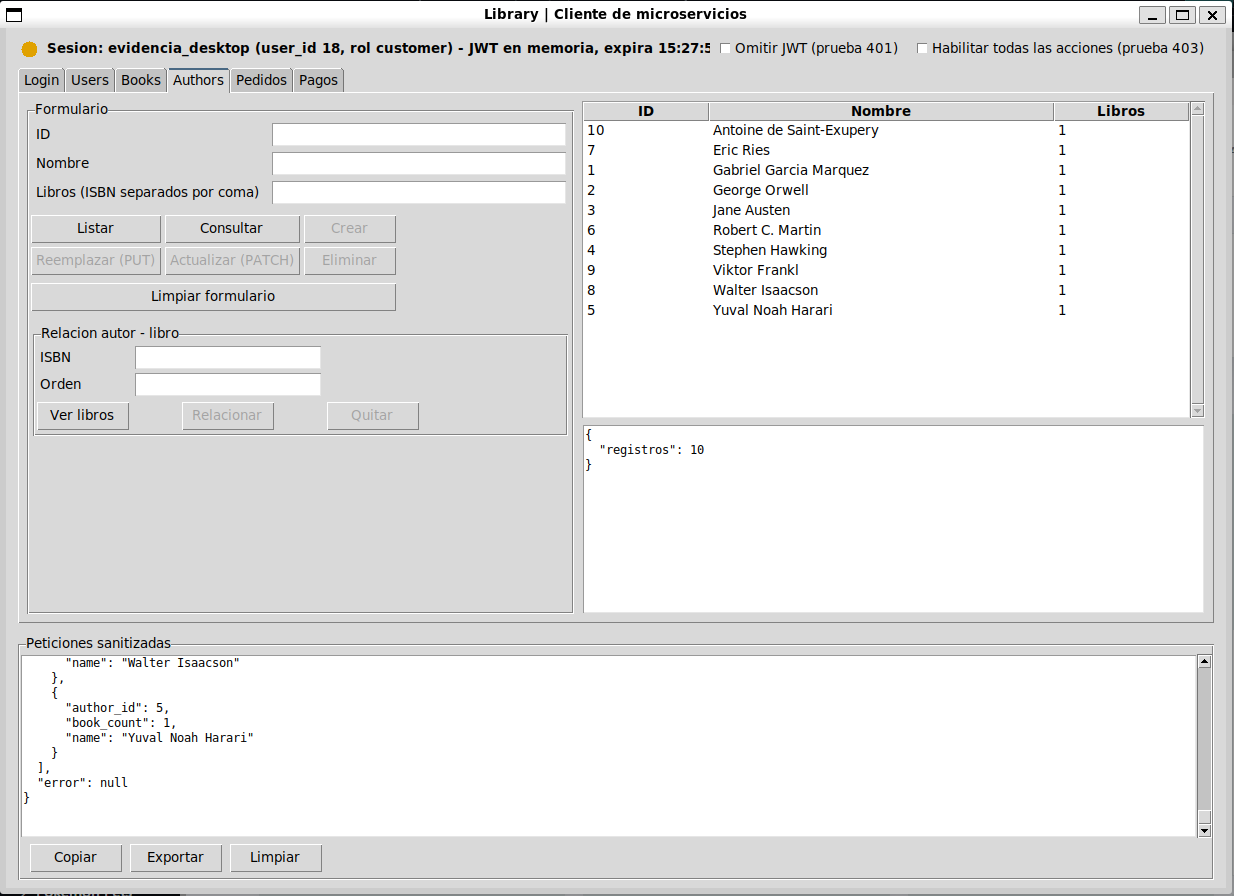 Library | Cliente de microservicios
Sesion: evidencia_desktop (user_id 18, rol customer) - JWT en memoria, expira 15:27:5
Omitir JWT (prueba 401)
Habilitar todas las acciones (prueba 403)
Login Users Books Authors Pedidos Pagos
Formulario
ID
Nombre
Libros (ISBN separados por coma)
Listar Consultar Crear
Reemplazar (PUT) Actualizar (PATCH) Eliminar
Limpiar formulario
Relacion autor - libro
ISBN
Orden
Ver libros Relacionar Quitar
ID Nombre Libros
10 Antoine de Saint-Exupery 1
7 Eric Ries 1
1 Gabriel Garcia Marquez 1
2 George Orwell 1
3 Jane Austen 1
6 Robert C. Martin 1
4 Stephen Hawking 1
9 Viktor Frankl 1
8 Walter Isaacson 1
5 Yuval Noah Harari 1
{
"registros": 10
}
Peticiones sanitizadas
"name": "Walter Isaacson"
},
{
"author_id": 5,
"book_count": 1,
"name": "Yuval Noah Harari"
}
],
"error": null
}
Copiar Exportar Limpiar